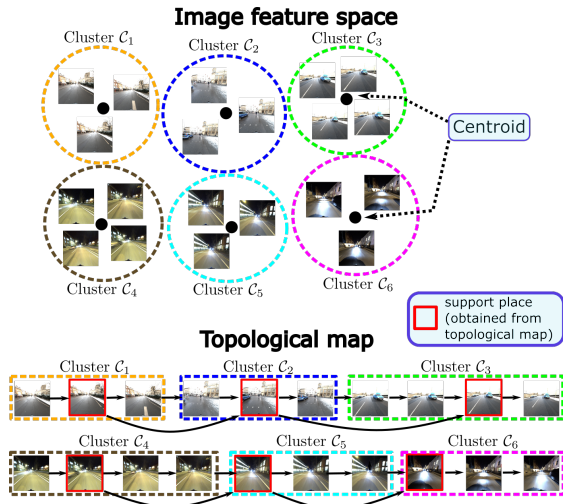 Image feature space
Cluster C1
Cluster C2
Cluster C3
Centroid
Cluster C4
Cluster C5
Cluster C6
support place
(obtained from
topological map)
Topological map
Cluster C1
Cluster C2
Cluster C3
Cluster C4
Cluster C5
Cluster C6